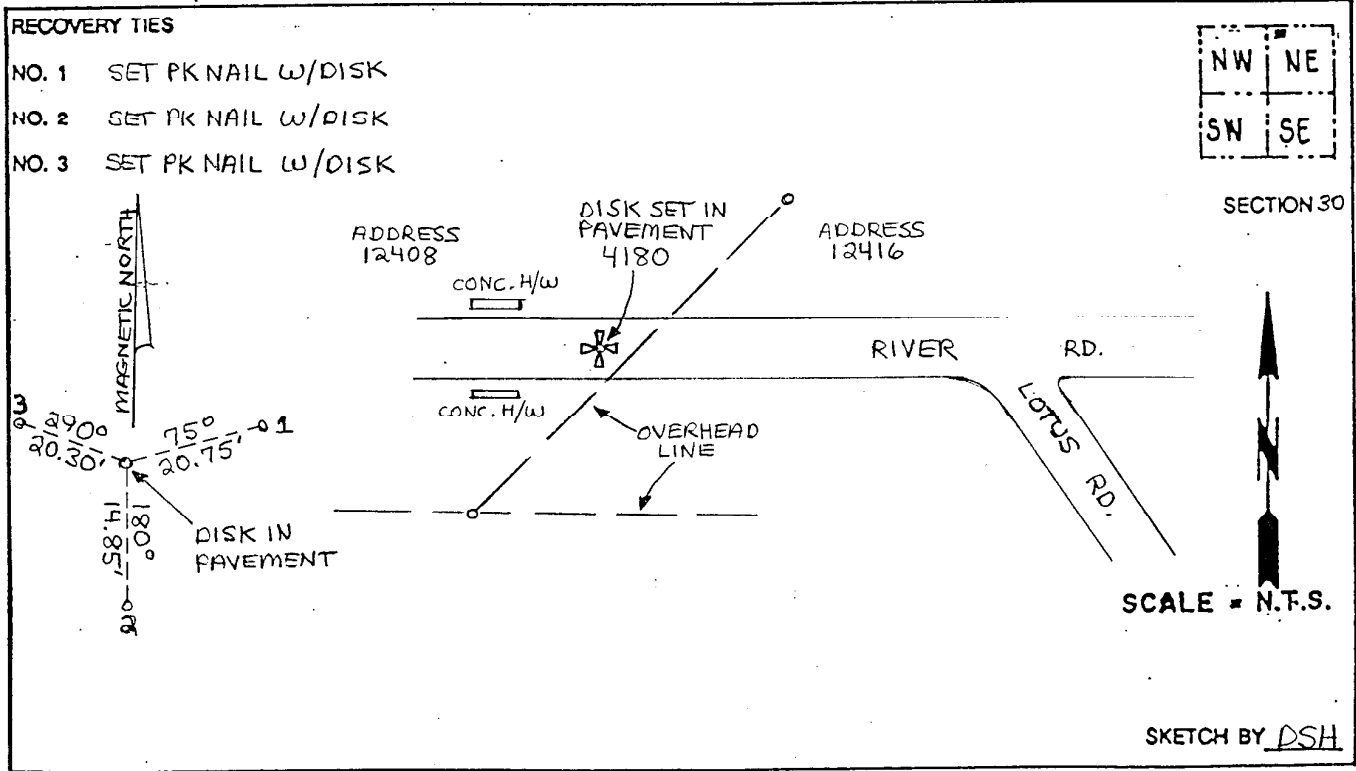 RECOVERY TIES
NO. 1 SET PK NAIL W/DISK
NO. 2 SET PK NAIL W/DISK
NO. 3 SET PK NAIL W/DISK
NW NE
SW SE
SECTION 30
MAGNETIC NORTH
ADDRESS
12408
DISK SET IN
PAVEMENT
4180
ADDRESS
12416
CONC. H/W
RIVER RD.
CONC. H/W
LOTUS RD.
OVERHEAD
LINE
3
290°
20.30'
75°
20.75'
1
180°
14.85'
2
DISK IN
PAVEMENT
N
SCALE = N.T.S.
SKETCH BY DSH